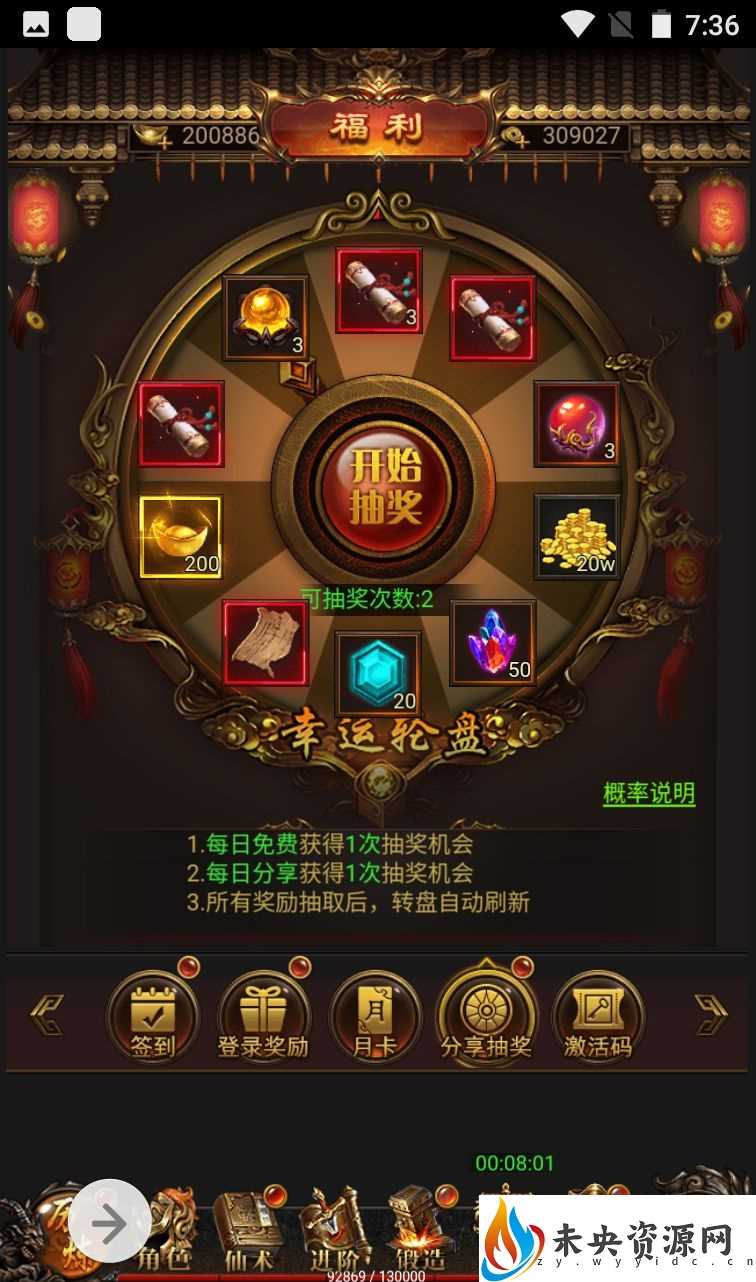 7:36
福利
200886
309027
3
3
3
200
20w
开始
抽奖
可抽奖次数:2
50
20
幸运轮盘
概率说明
1.每日免费获得1次抽奖机会
2.每日分享获得1次抽奖机会
3.所有奖励抽取后，转盘自动刷新
月
签到
登录奖励
月卡
分享抽奖
激活码
00:08:01
角色
仙术
进阶
锻造
92869 / 130000
未央资源网
zy.wyyidc.cn